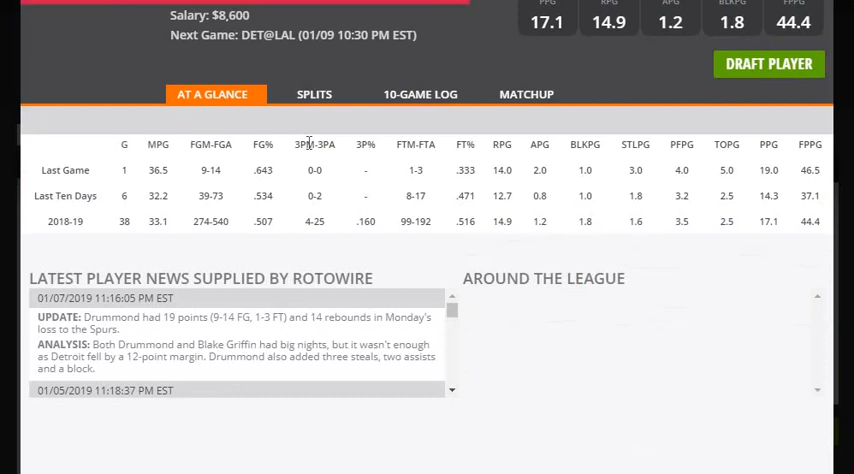 Salary: $8,600
Next Game: DET@LAL (01/09 10:30 PM EST)
PPG RPG APG BLKPG FPPG
17.1 14.9 1.2 1.8 44.4
DRAFT PLAYER
AT A GLANCE SPLITS 10-GAME LOG MATCHUP
G MPG FGM-FGA FG% 3PM-3PA 3P% FTM-FTA FT% RPG APG BLKPG STLPG PFPG TOPG PPG FPPG
Last Game 1 36.5 9-14 .643 0-0 - 1-3 .333 14.0 2.0 1.0 3.0 4.0 5.0 19.0 46.5
Last Ten Days 6 32.2 39-73 .534 0-2 - 8-17 .471 12.7 0.8 1.0 1.8 3.2 2.5 14.3 37.1
2018-19 38 33.1 274-540 .507 4-25 .160 99-192 .516 14.9 1.2 1.8 1.6 3.5 2.5 17.1 44.4
LATEST PLAYER NEWS SUPPLIED BY ROTOWIRE
01/07/2019 11:16:05 PM EST
UPDATE: Drummond had 19 points (9-14 FG, 1-3 FT) and 14 rebounds in Monday's
loss to the Spurs.
ANALYSIS: Both Drummond and Blake Griffin had big nights, but it wasn't enough
as Detroit fell by a 12-point margin. Drummond also added three steals, two assists
and a block.
01/05/2019 11:18:37 PM EST
AROUND THE LEAGUE